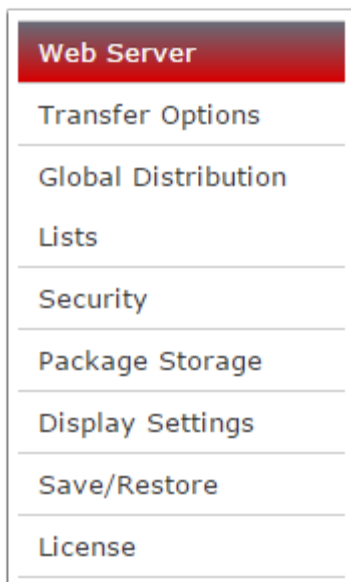 Web Server
Transfer Options
Global Distribution
Lists
Security
Package Storage
Display Settings
Save/Restore
License